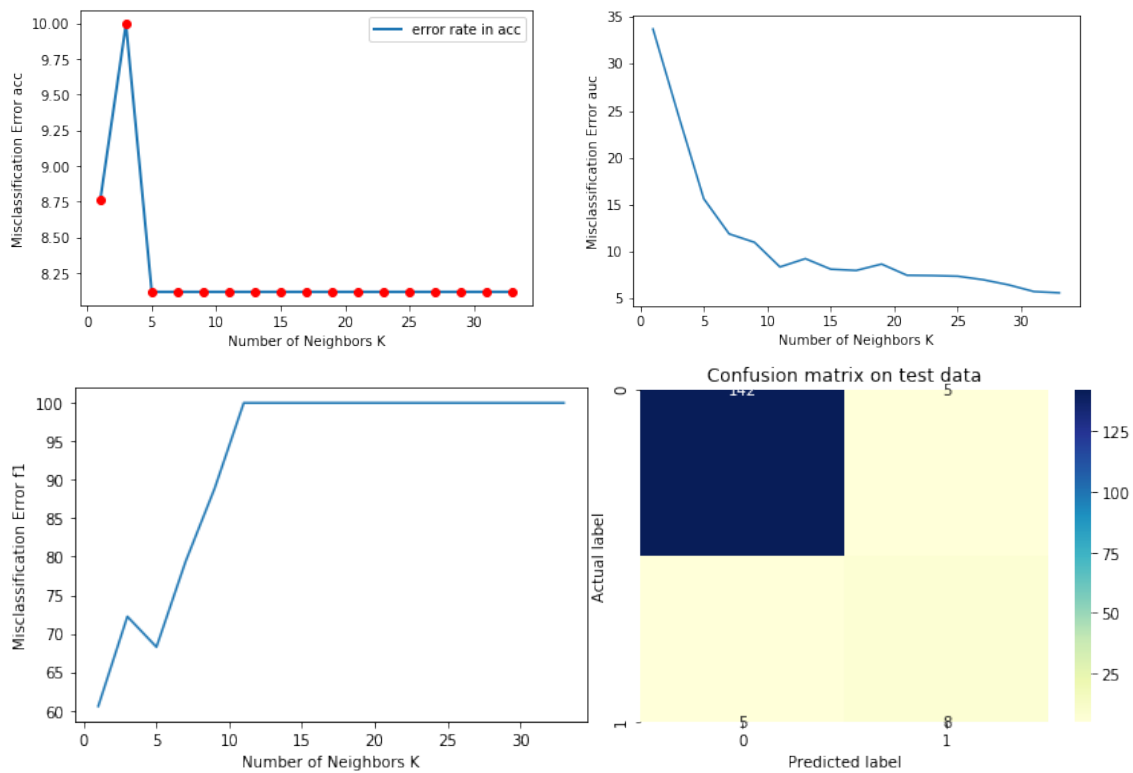 10.00
9.75
9.50
9.25
9.00
8.75
8.50
8.25
Misclassification Error acc
error rate in acc
0 5 10 15 20 25 30
Number of Neighbors K
35
30
25
20
15
10
5
Misclassification Error auc
0 5 10 15 20 25 30
Number of Neighbors K
100
95
90
85
80
75
70
65
60
Misclassification Error f1
0 5 10 15 20 25 30
Number of Neighbors K
Confusion matrix on test data
0
142 5
Actual label
1
5 8
0 1
Predicted label
125
100
75
50
25